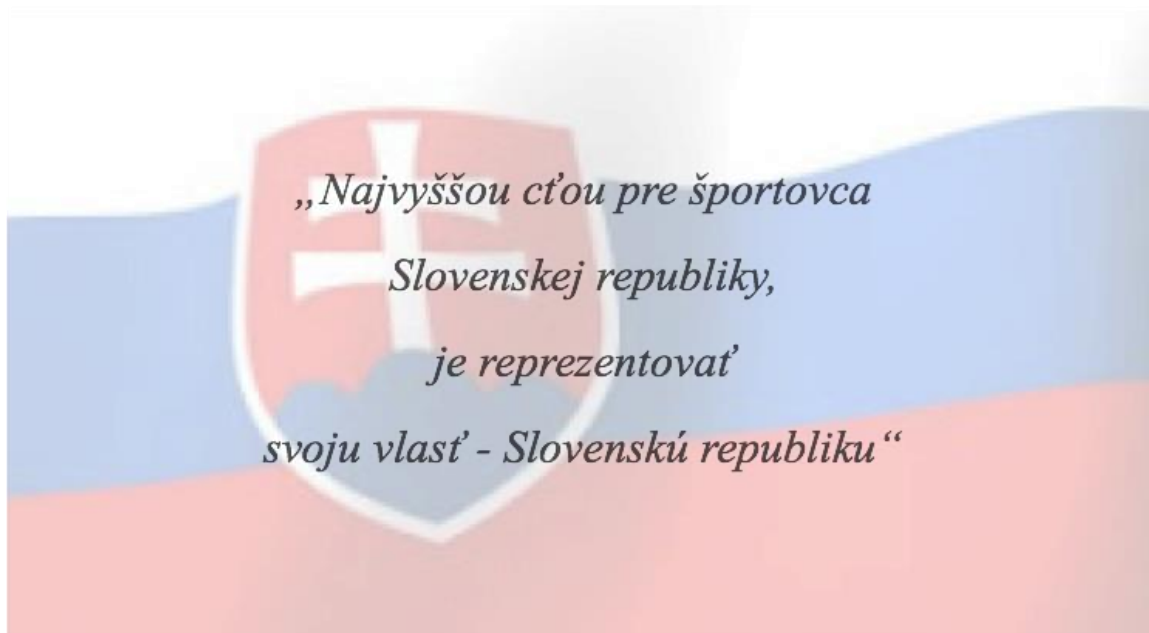 „Najvyššou cťou pre športovca
Slovenskej republiky,
je reprezentovať
svoju vlasť - Slovenskú republiku“